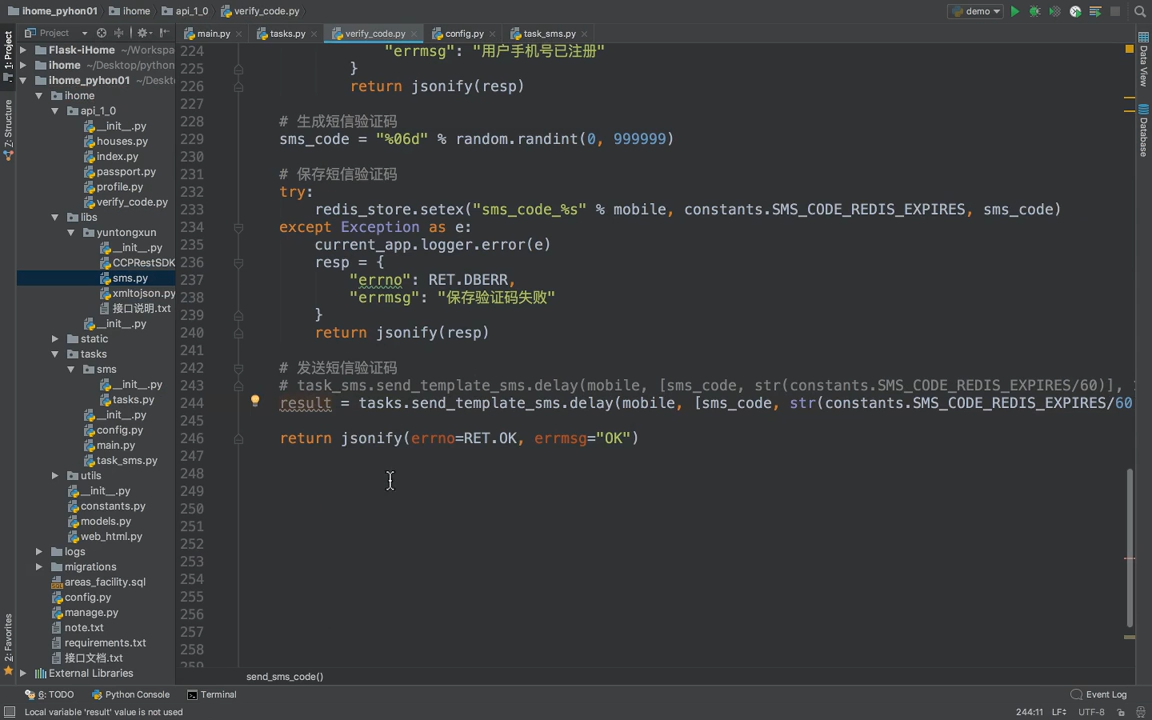 ihome_pyhon01 ihome api_1_0 verify_code.py demo
Project main.py tasks.py verify_code.py config.py task_sms.py
1: Project
Z: Structure
2: Favorites
Data View
Database
Flask-iHome ~/Workspa
ihome ~/Desktop/python
ihome_pyhon01 ~/Deskt
ihome
api_1_0
__init__.py
houses.py
index.py
passport.py
profile.py
verify_code.py
libs
yuntongxun
__init__.py
CCPRestSDK
sms.py
xmltojson.py
接口说明.txt
__init__.py
static
tasks
sms
__init__.py
tasks.py
__init__.py
config.py
main.py
task_sms.py
utils
__init__.py
constants.py
models.py
web_html.py
logs
migrations
areas_facility.sql
config.py
manage.py
note.txt
requirements.txt
接口文档.txt
External Libraries
224 "errmsg": "用户手机号已注册"
225 }
226 return jsonify(resp)
227
228 # 生成短信验证码
229 sms_code = "%06d" % random.randint(0, 999999)
230
231 # 保存短信验证码
232 try:
233 redis_store.setex("sms_code_%s" % mobile, constants.SMS_CODE_REDIS_EXPIRES, sms_code)
234 except Exception as e:
235 current_app.logger.error(e)
236 resp = {
237 "errno": RET.DBERR,
238 "errmsg": "保存验证码失败"
239 }
240 return jsonify(resp)
241
242 # 发送短信验证码
243 # task_sms.send_template_sms.delay(mobile, [sms_code, str(constants.SMS_CODE_REDIS_EXPIRES/60)],
244 result = tasks.send_template_sms.delay(mobile, [sms_code, str(constants.SMS_CODE_REDIS_EXPIRES/60
245
246 return jsonify(errno=RET.OK, errmsg="OK")
247
248
249
250
251
252
253
254
255
256
257
258
259
send_sms_code()
6: TODO Python Console Terminal Event Log
Local variable 'result' value is not used 244:11 LF UTF-8